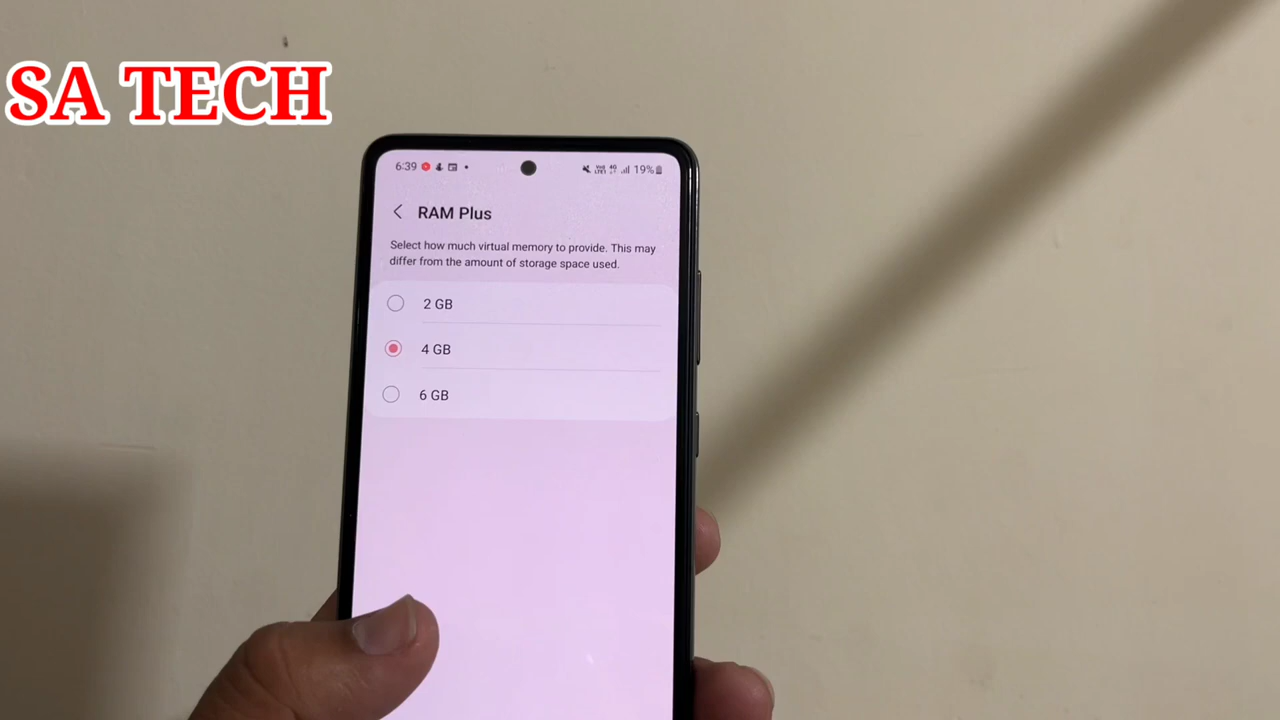 SA TECH
6:39 19%
RAM Plus
Select how much virtual memory to provide. This may
differ from the amount of storage space used.
2 GB
4 GB
6 GB